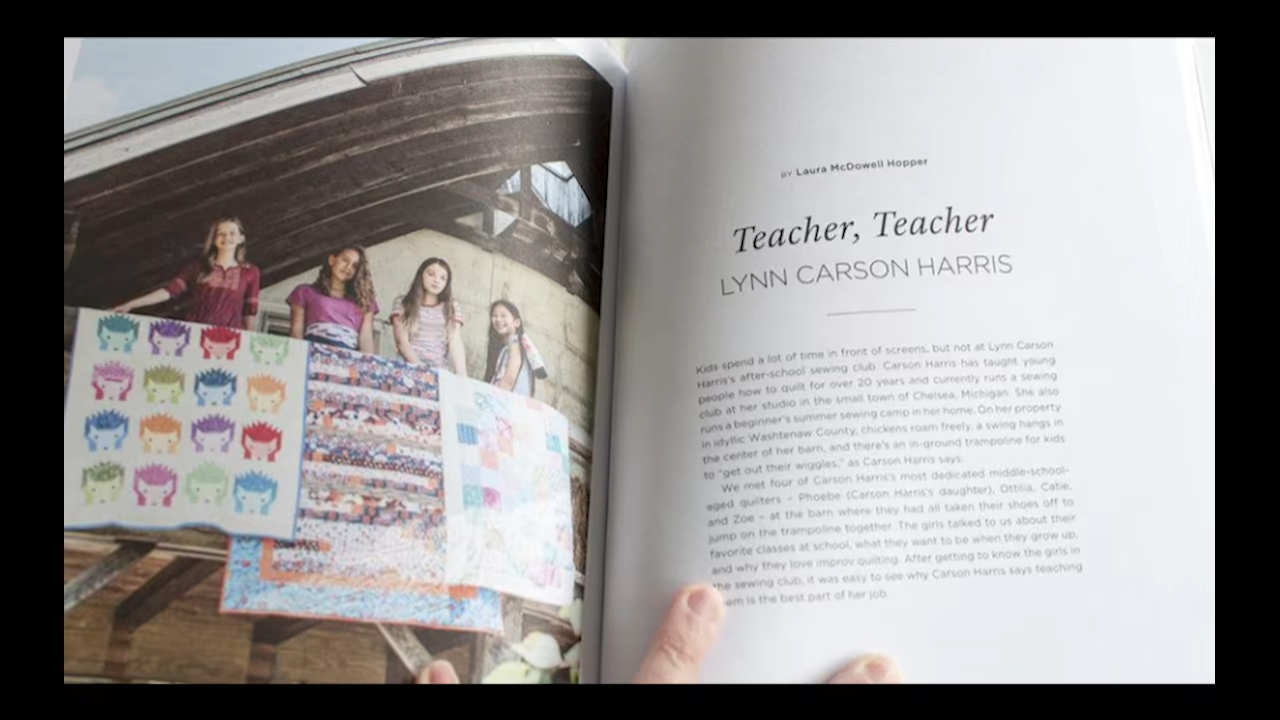 BY Laura McDowell Hopper
Teacher, Teacher
LYNN CARSON HARRIS
Kids spend a lot of time in front of screens, but not at Lynn Carson
Harris's after-school sewing club. Carson Harris has taught young
people how to quilt for over 20 years and currently runs a sewing
club at her studio in the small town of Chelsea, Michigan. She also
runs a beginner's summer sewing camp in her home. On her property
in idyllic Washtenaw County, chickens roam freely, a swing hangs in
the center of her barn, and there's an in-ground trampoline for kids
to "get out their wiggles," as Carson Harris says.
We met four of Carson Harris's most dedicated middle-school-
aged quilters – Phoebe (Carson Harris's daughter), Ottilia, Catie,
and Zoe – at the barn where they had all taken their shoes off to
jump on the trampoline together. The girls talked to us about their
favorite classes at school, what they want to be when they grow up,
and why they love improv quilting. After getting to know the girls in
the sewing club, it was easy to see why Carson Harris says teaching
em is the best part of her job.